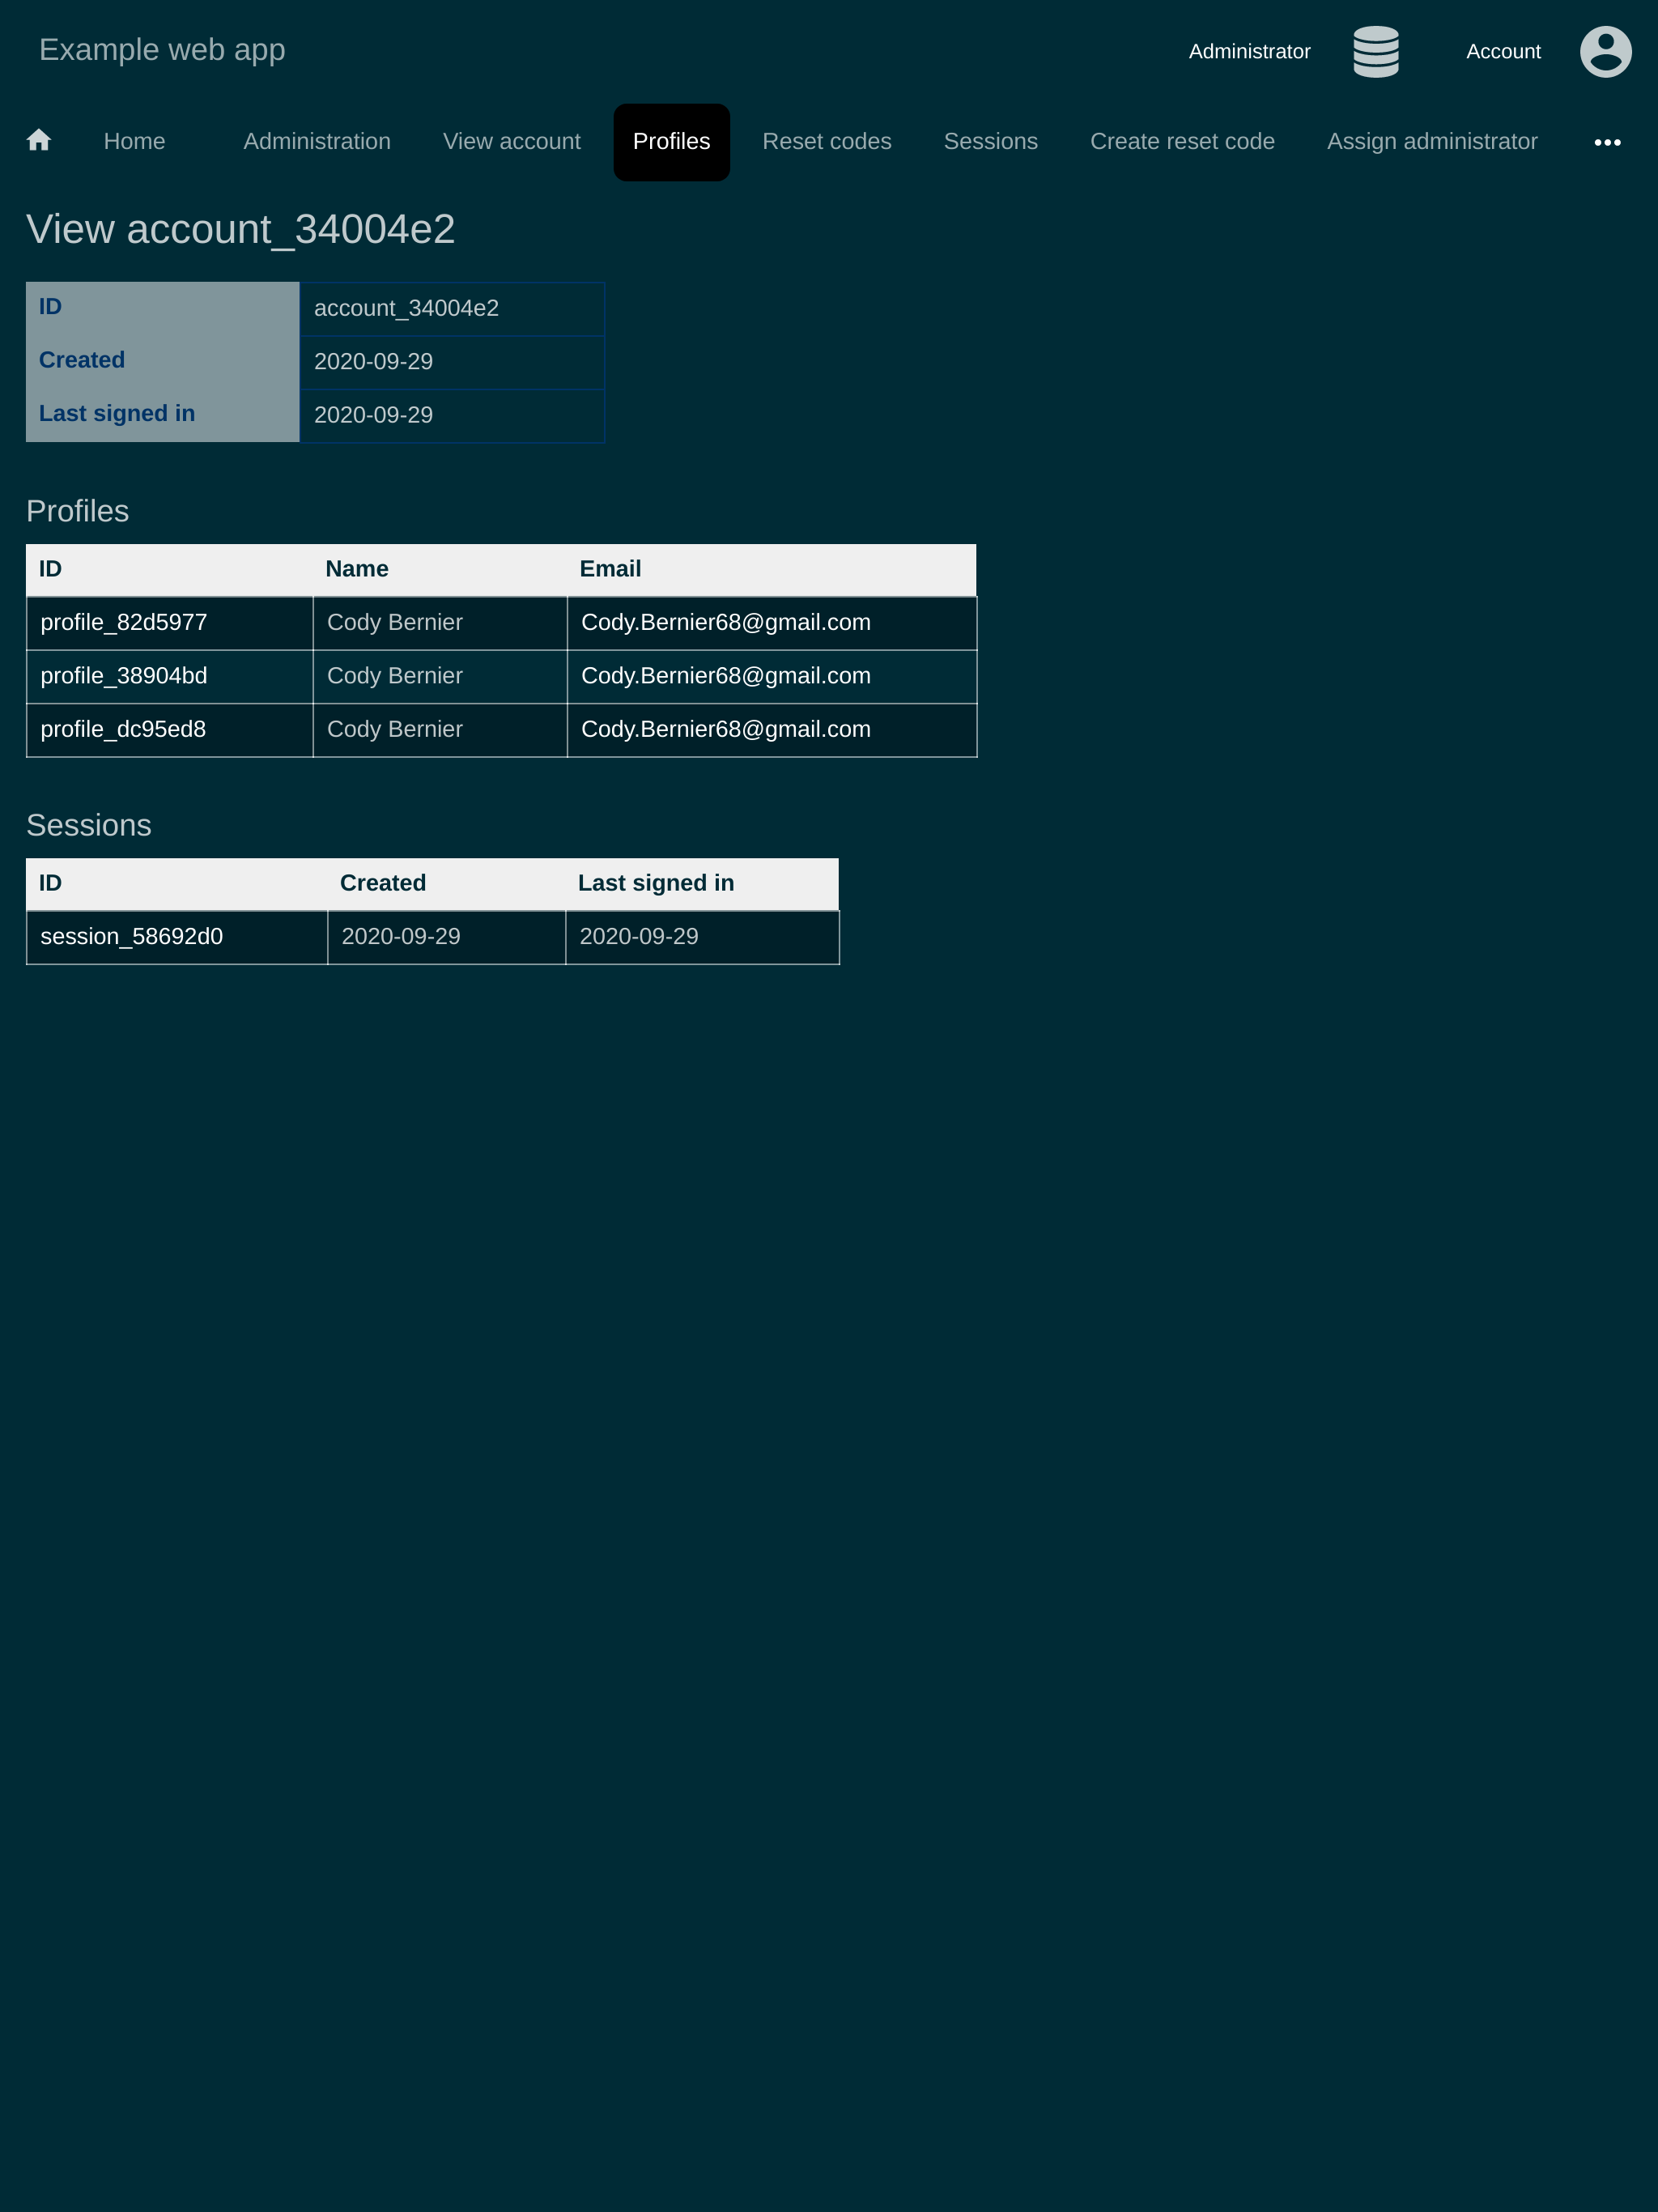 Example web app
Administrator Account
Home Administration View account Profiles Reset codes Sessions Create reset code Assign administrator
View account_34004e2
ID account_34004e2
Created 2020-09-29
Last signed in 2020-09-29
Profiles
ID Name Email
profile_82d5977 Cody Bernier Cody.Bernier68@gmail.com
profile_38904bd Cody Bernier Cody.Bernier68@gmail.com
profile_dc95ed8 Cody Bernier Cody.Bernier68@gmail.com
Sessions
ID Created Last signed in
session_58692d0 2020-09-29 2020-09-29